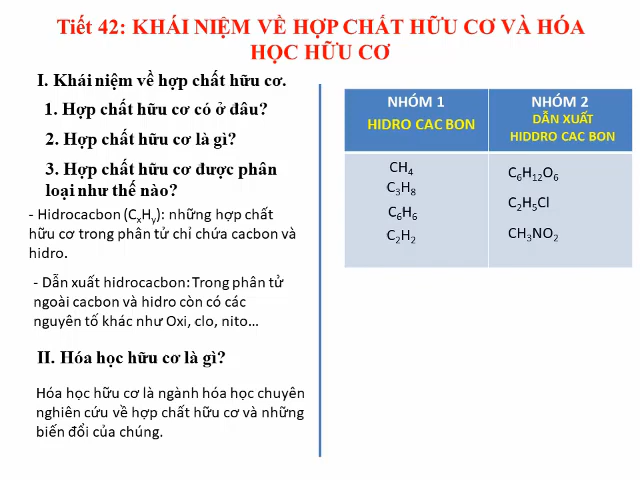 Tiết 42: KHÁI NIỆM VỀ HỢP CHẤT HỮU CƠ VÀ HÓA
HỌC HỮU CƠ
I. Khái niệm về hợp chất hữu cơ.
1. Hợp chất hữu cơ có ở đâu?
2. Hợp chất hữu cơ là gì?
3. Hợp chất hữu cơ được phân
loại như thế nào?
- Hidrocacbon (CxHy): những hợp chất
hữu cơ trong phân tử chỉ chứa cacbon và
hidro.
- Dẫn xuất hidrocacbon: Trong phân tử
ngoài cacbon và hidro còn có các
nguyên tố khác như Oxi, clo, nito...
II. Hóa học hữu cơ là gì?
Hóa học hữu cơ là ngành hóa học chuyên
nghiên cứu về hợp chất hữu cơ và những
biến đổi của chúng.
NHÓM 1
HIDRO CAC BON
NHÓM 2
DẪN XUẤT
HIDDRO CAC BON
CH₄
C₃H₈
C₆H₆
C₂H₂
C₆H₁₂O₆
C₂H₅Cl
CH₃NO₂